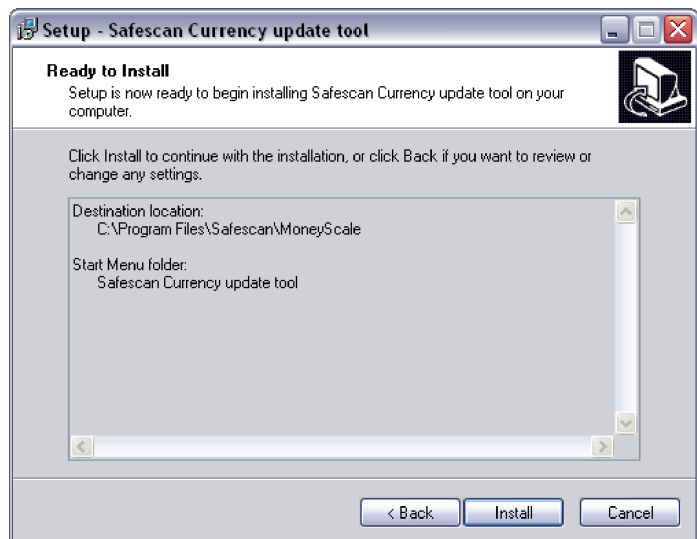 Setup - Safescan Currency update tool
Ready to Install
Setup is now ready to begin installing Safescan Currency update tool on your
computer.
Click Install to continue with the installation, or click Back if you want to review or
change any settings.
Destination location:
C:\Program Files\Safescan\MoneyScale
Start Menu folder:
Safescan Currency update tool
< Back
Install
Cancel